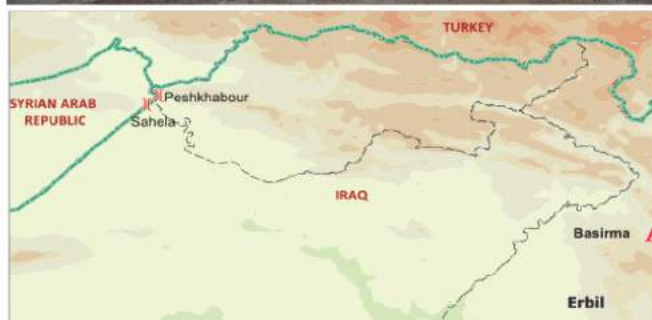 TURKEY
Peshkhabour
SYRIAN ARAB
REPUBLIC
Sahela
IRAQ
Basirma
Erbil